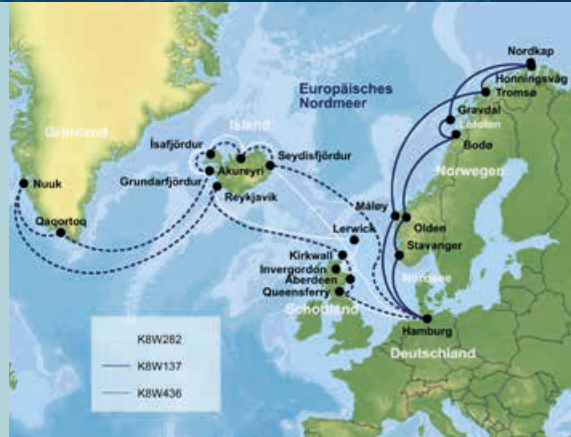 Nordkap
Honningsvåg
Tromsø
Europäisches
Nordmeer
Gravdal
Lofoten
Bodø
Grönland
Island
Ísafjördur
Akureyri
Seydisfjördur
Norwegen
Nuuk
Grundarfjördur
Reykjavik
Måløy
Qaqortoq
Lerwick
Olden
Stavanger
Kirkwall
Invergordon
Aberdeen
Nordsee
Queensferry
Schottland
Hamburg
Deutschland
K8W282
K8W137
K8W436